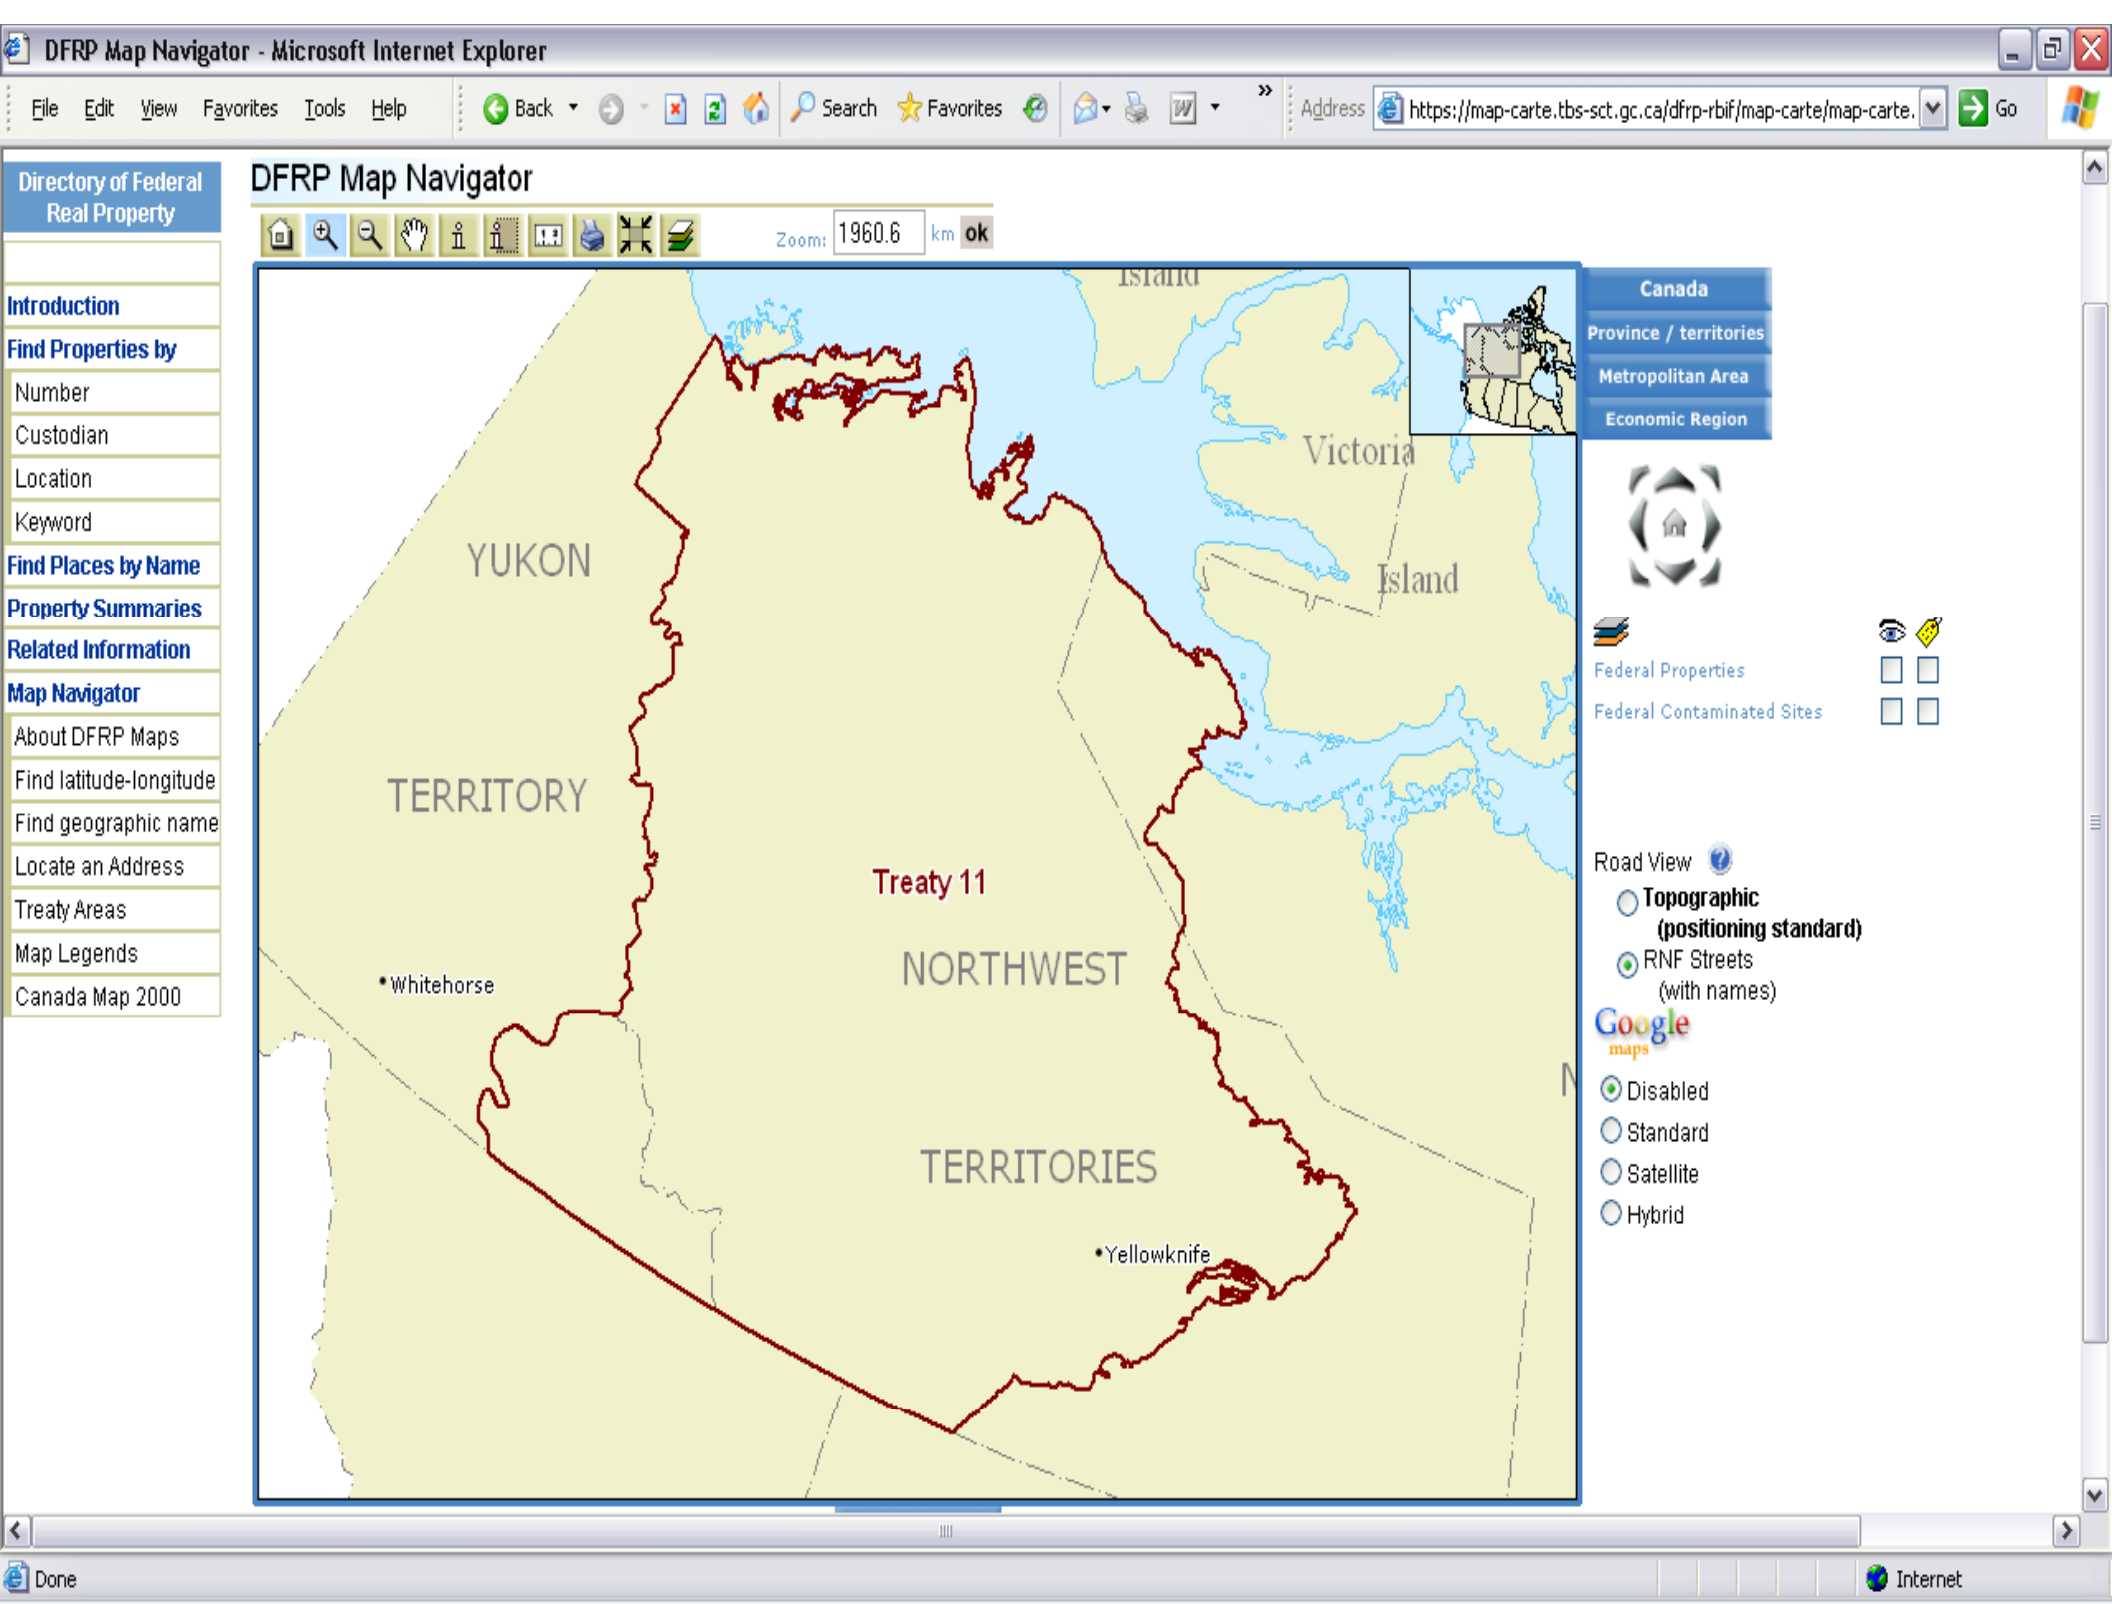 DFRP Map Navigator - Microsoft Internet Explorer
File Edit View Favorites Tools Help
Back Search Favorites W » Address https://map-carte.tbs-sct.gc.ca/dfrp-rbif/map-carte/map-carte. Go
Directory of Federal
Real Property
Introduction
Find Properties by
Number
Custodian
Location
Keyword
Find Places by Name
Property Summaries
Related Information
Map Navigator
About DFRP Maps
Find latitude-longitude
Find geographic name
Locate an Address
Treaty Areas
Map Legends
Canada Map 2000
DFRP Map Navigator
Zoom: 1960.6 km ok
Island
Victoria
Island
YUKON
TERRITORY
Treaty 11
NORTHWEST
TERRITORIES
Whitehorse
Yellowknife
N
Canada
Province / territories
Metropolitan Area
Economic Region
Federal Properties
Federal Contaminated Sites
Road View ?
Topographic
(positioning standard)
RNF Streets
(with names)
Google
maps
Disabled
Standard
Satellite
Hybrid
Done
Internet